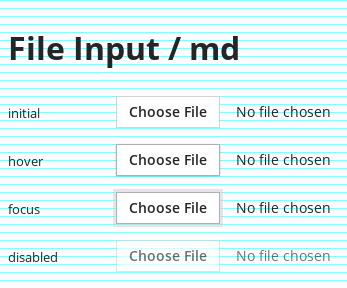 File Input / md
initial Choose File No file chosen
hover Choose File No file chosen
focus Choose File No file chosen
disabled Choose File No file chosen